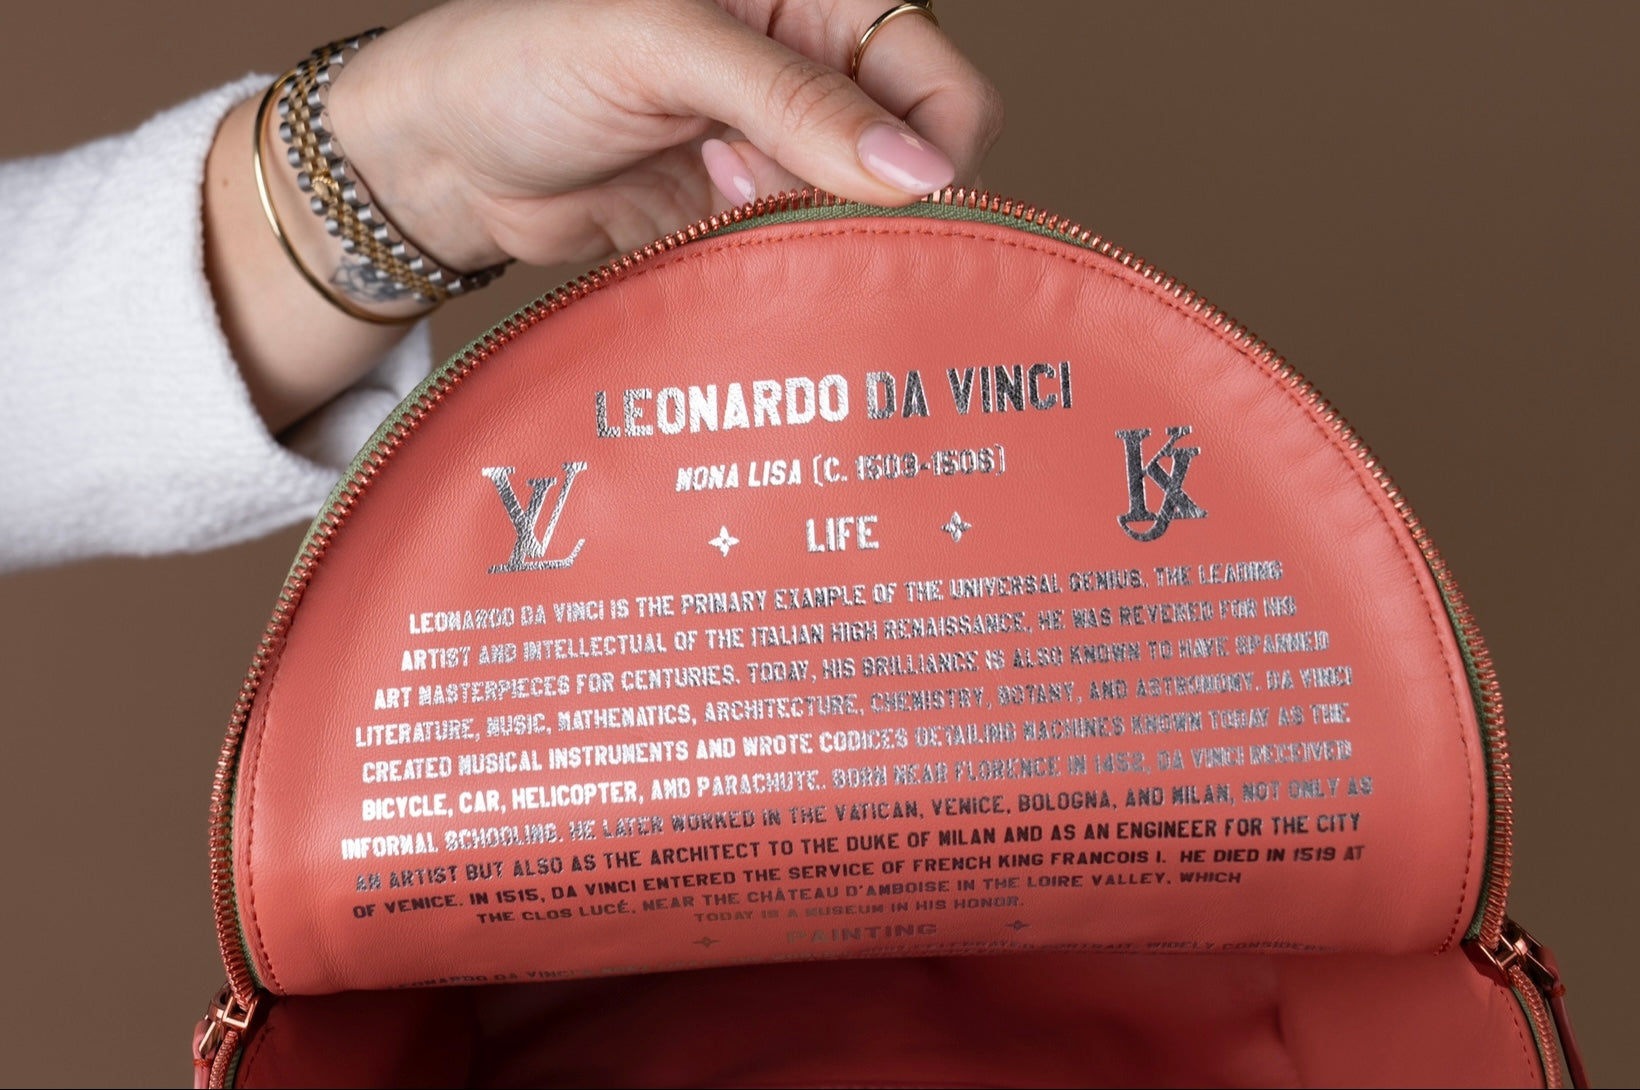 LEONARDO DA VINCI
MONA LISA (C. 1503-1506)
LV
JK
LIFE
LEONARDO DA VINCI IS THE PRIMARY EXAMPLE OF THE UNIVERSAL GENIUS. THE LEADING
ARTIST AND INTELLECTUAL OF THE ITALIAN HIGH RENAISSANCE, HE WAS REVERED FOR HIS
ART MASTERPIECES FOR CENTURIES. TODAY, HIS BRILLIANCE IS ALSO KNOWN TO HAVE SPANNED
LITERATURE, MUSIC, MATHEMATICS, ARCHITECTURE, CHEMISTRY, BOTANY, AND ASTRONOMY. DA VINCI
CREATED MUSICAL INSTRUMENTS AND WROTE CODICES DETAILING MACHINES KNOWN TODAY AS THE
BICYCLE, CAR, HELICOPTER, AND PARACHUTE. BORN NEAR FLORENCE IN 1452, DA VINCI RECEIVED
INFORMAL SCHOOLING. HE LATER WORKED IN THE VATICAN, VENICE, BOLOGNA, AND MILAN, NOT ONLY AS
AN ARTIST BUT ALSO AS THE ARCHITECT TO THE DUKE OF MILAN AND AS AN ENGINEER FOR THE CITY
OF VENICE. IN 1515, DA VINCI ENTERED THE SERVICE OF FRENCH KING FRANCOIS I. HE DIED IN 1519 AT
THE CLOS LUCÉ, NEAR THE CHÂTEAU D'AMBOISE IN THE LOIRE VALLEY, WHICH
TODAY IS A MUSEUM IN HIS HONOR.
PAINTING
LEONARDO DA VINCI'S CELEBRATED PORTRAIT, WIDELY CONSIDERED